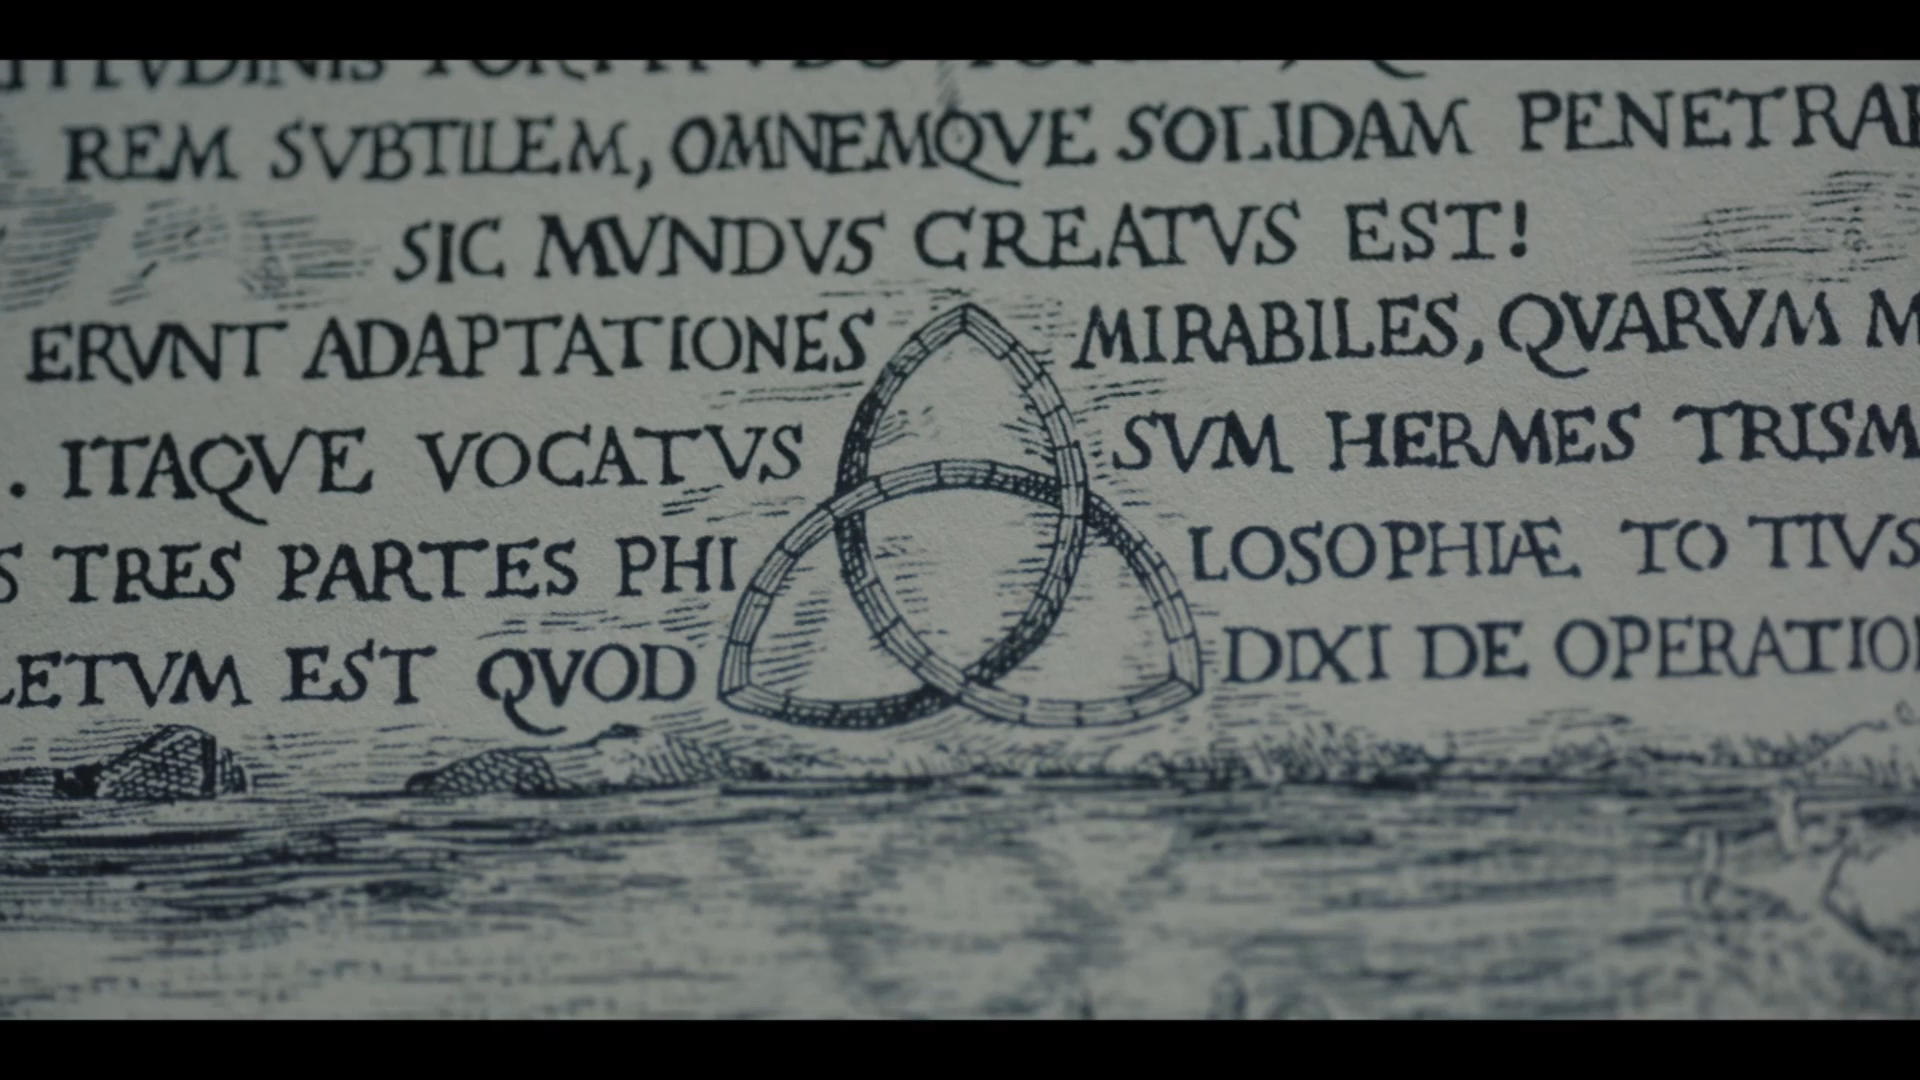 REM SVBTILEM, OMNEMQVE SOLIDAM PENETRA
SIC MVNDVS CREATVS EST!
ERVNT ADAPTATIONES MIRABILES, QVARVM M
. ITAQVE VOCATVS SVM HERMES TRISM
S TRES PARTES PHI LOSOPHIÆ TO TIVS
LETVM EST QVOD DIXI DE OPERATIO